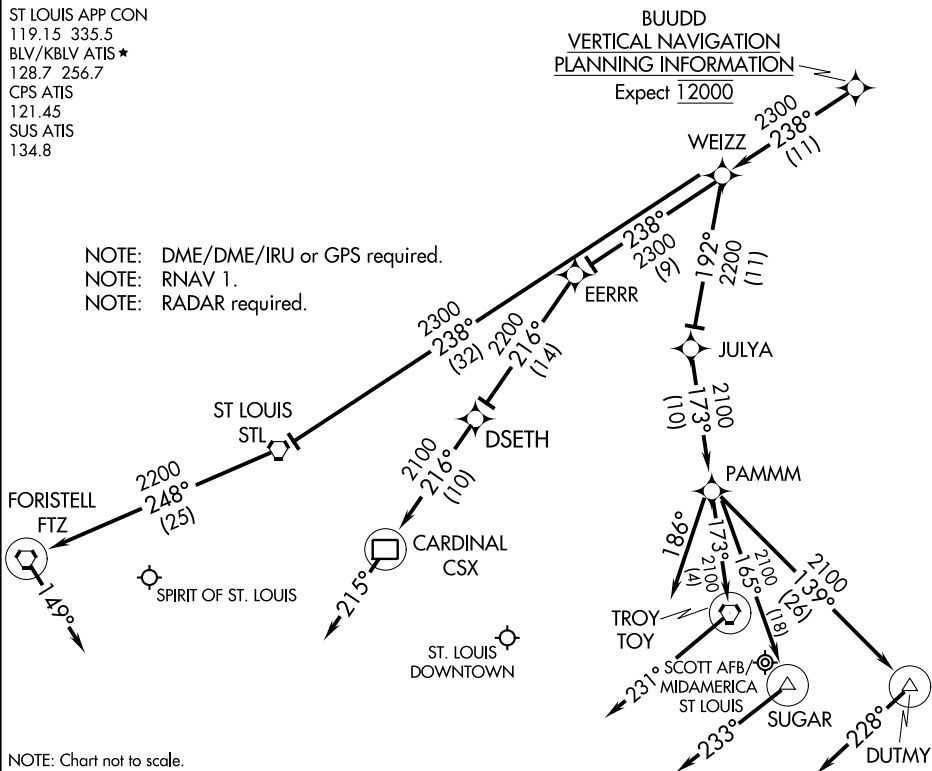 ST LOUIS APP CON
119.15 335.5
BLV/KBLV ATIS★
128.7 256.7
CPS ATIS
121.45
SUS ATIS
134.8
BUUDD
VERTICAL NAVIGATION
PLANNING INFORMATION
Expect 12000
2300
238°
(11)
WEIZZ
NOTE: DME/DME/IRU or GPS required.
NOTE: RNAV 1.
NOTE: RADAR required.
238°
2300
(9)
192°
2200
(11)
EERRR
2300
238°
(32)
2200
216°
(14)
JULYA
2100
173°
(10)
ST LOUIS
STL
DSETH
2100
216°
(10)
PAMMM
2200
248°
(25)
FORISTELL
FTZ
149°
SPIRIT OF ST. LOUIS
CARDINAL
CSX
215°
186°
173°
2100
(4)
2100
165°
(18)
2100
139°
(26)
TROY
TOY
231°
ST. LOUIS
DOWNTOWN
SCOTT AFB/
MIDAMERICA
ST LOUIS
SUGAR
233°
DUTMY
228°
NOTE: Chart not to scale.